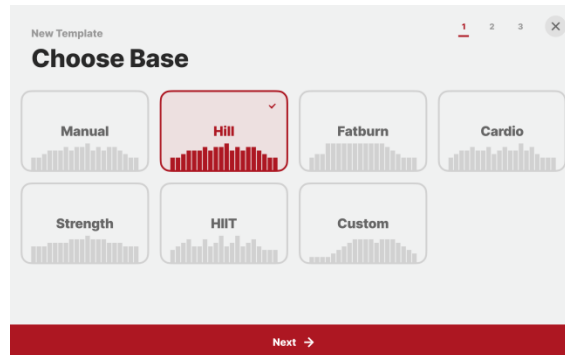 New Template
1 2 3
Choose Base
Manual
Hill
Fatburn
Cardio
Strength
HIIT
Custom
Next